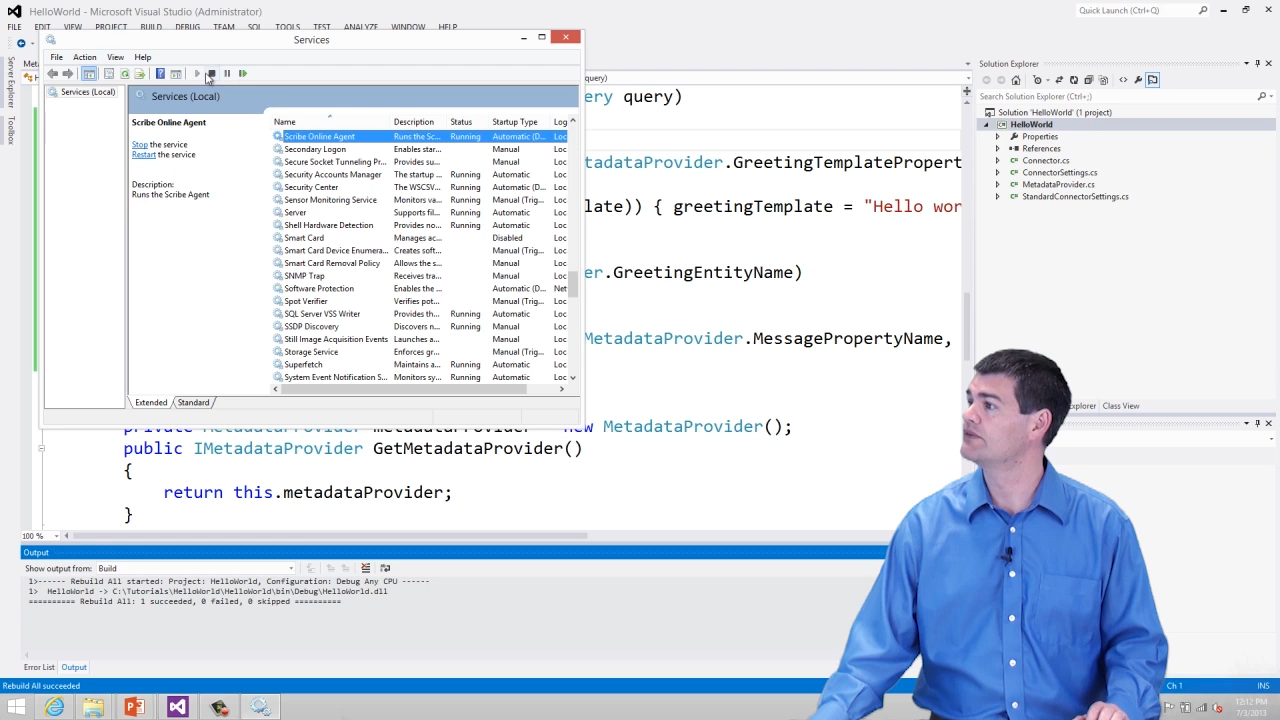 HelloWorld - Microsoft Visual Studio (Administrator)
Quick Launch (Ctrl+Q)
FILE EDIT VIEW PROJECT BUILD DEBUG TEAM SQL TOOLS TEST ARCHITECTURE ANALYZE WINDOW HELP
Services
File Action View Help
Server Explorer
Toolbox
Services (Local)
Services (Local)
Scribe Online Agent
Stop the service
Restart the service
Description:
Runs the Scribe Agent
Name Description Status Startup Type Log
Scribe Online Agent Runs the Sc... Running Automatic (D... Loc
Secondary Logon Enables star... Manual Loc
Secure Socket Tunneling Pr... Provides su... Manual Loc
Security Accounts Manager The startup ... Running Automatic Loc
Security Center The WSCSV... Running Automatic (D... Loc
Sensor Monitoring Service Monitors va... Running Manual (Trig... Loc
Server Supports fil... Running Automatic Loc
Shell Hardware Detection Provides no... Running Automatic Loc
Smart Card Manages ac... Disabled Loc
Smart Card Device Enumera... Creates soft... Manual (Trig... Loc
Smart Card Removal Policy Allows the s... Manual Loc
SNMP Trap Receives tra... Manual Loc
Software Protection Enables the ... Automatic (D... Net
Spot Verifier Verifies pot... Manual (Trig... Loc
SQL Server VSS Writer Provides th... Running Automatic Loc
SSDP Discovery Discovers n... Running Manual Loc
Still Image Acquisition Events Launches a... Manual Loc
Storage Service Enforces gr... Manual (Trig... Loc
Superfetch Maintains a... Running Automatic Loc
System Event Notification S... Monitors sy... Running Automatic Loc
Extended Standard
query)
ery query)
tadataProvider.GreetingTemplatePropert
late)) { greetingTemplate = "Hello wor
er.GreetingEntityName)
MetadataProvider.MessagePropertyName,
private MetadataProvider metadataProvider = new MetadataProvider();
public IMetadataProvider GetMetadataProvider()
{
return this.metadataProvider;
}
100 %
Output
Show output from: Build
1>------ Rebuild All started: Project: HelloWorld, Configuration: Debug Any CPU ------
1> HelloWorld -> C:\Tutorials\HelloWorld\HelloWorld\bin\Debug\HelloWorld.dll
========== Rebuild All: 1 succeeded, 0 failed, 0 skipped ==========
Error List Output
Rebuild All succeeded
Solution Explorer
Search Solution Explorer (Ctrl+;)
Solution 'HelloWorld' (1 project)
HelloWorld
Properties
References
Connector.cs
ConnectorSettings.cs
MetadataProvider.cs
StandardConnectorSettings.cs
Explorer Class View
Ch 1 INS
12:12 PM
7/3/2013